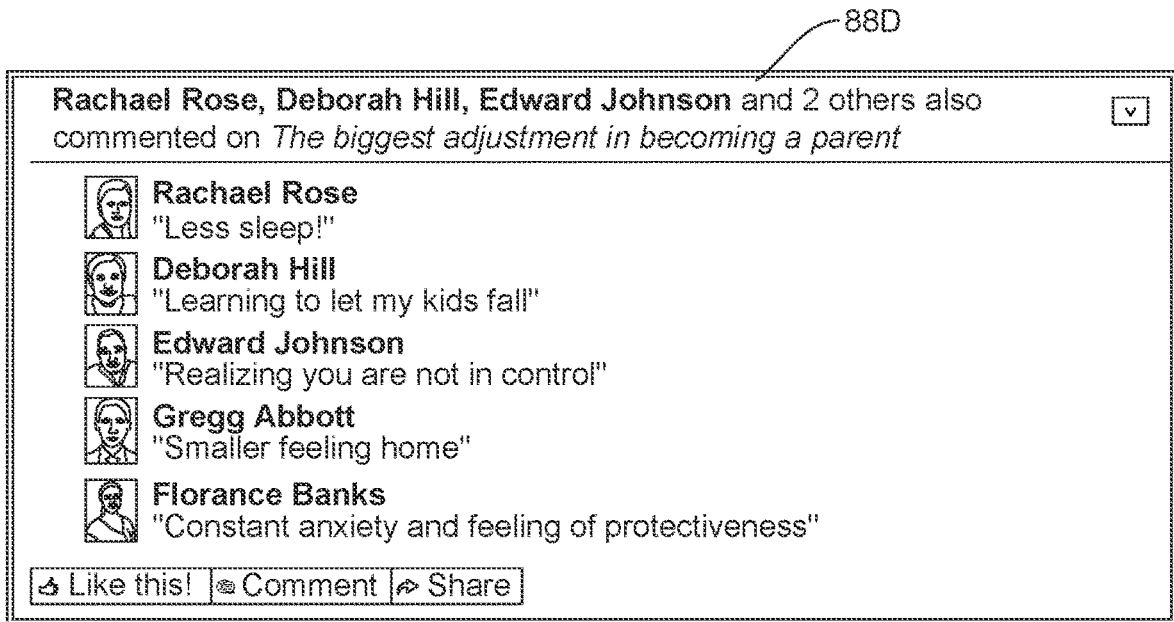 88D
Rachael Rose, Deborah Hill, Edward Johnson and 2 others also
commented on The biggest adjustment in becoming a parent
Rachael Rose
"Less sleep!"
Deborah Hill
"Learning to let my kids fall"
Edward Johnson
"Realizing you are not in control"
Gregg Abbott
"Smaller feeling home"
Florance Banks
"Constant anxiety and feeling of protectiveness"
Like this! Comment Share